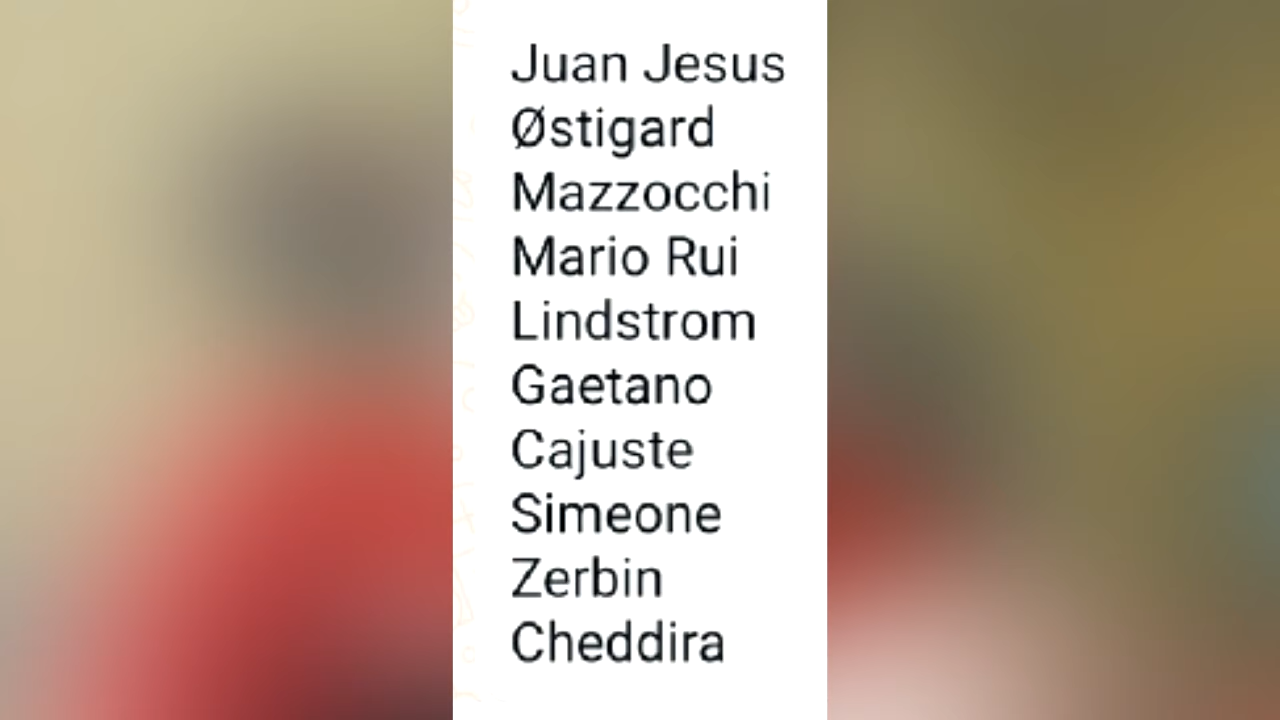 Juan Jesus
Østigard
Mazzocchi
Mario Rui
Lindstrom
Gaetano
Cajuste
Simeone
Zerbin
Cheddira